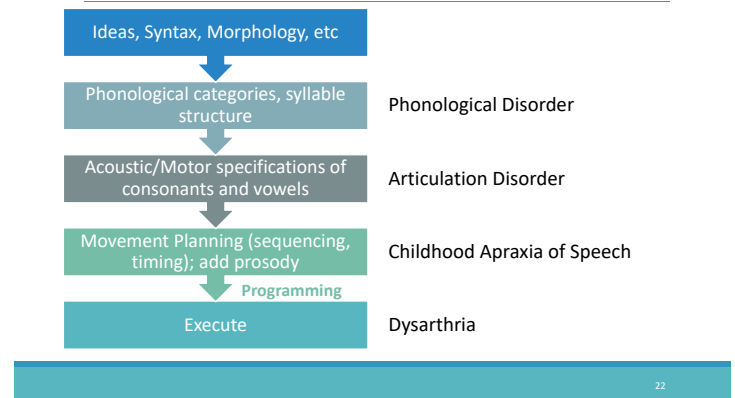 Ideas, Syntax, Morphology, etc
Phonological categories, syllable
structure
Phonological Disorder
Acoustic/Motor specifications of
consonants and vowels
Articulation Disorder
Movement Planning (sequencing,
timing); add prosody
Childhood Apraxia of Speech
Programming
Execute
Dysarthria
22